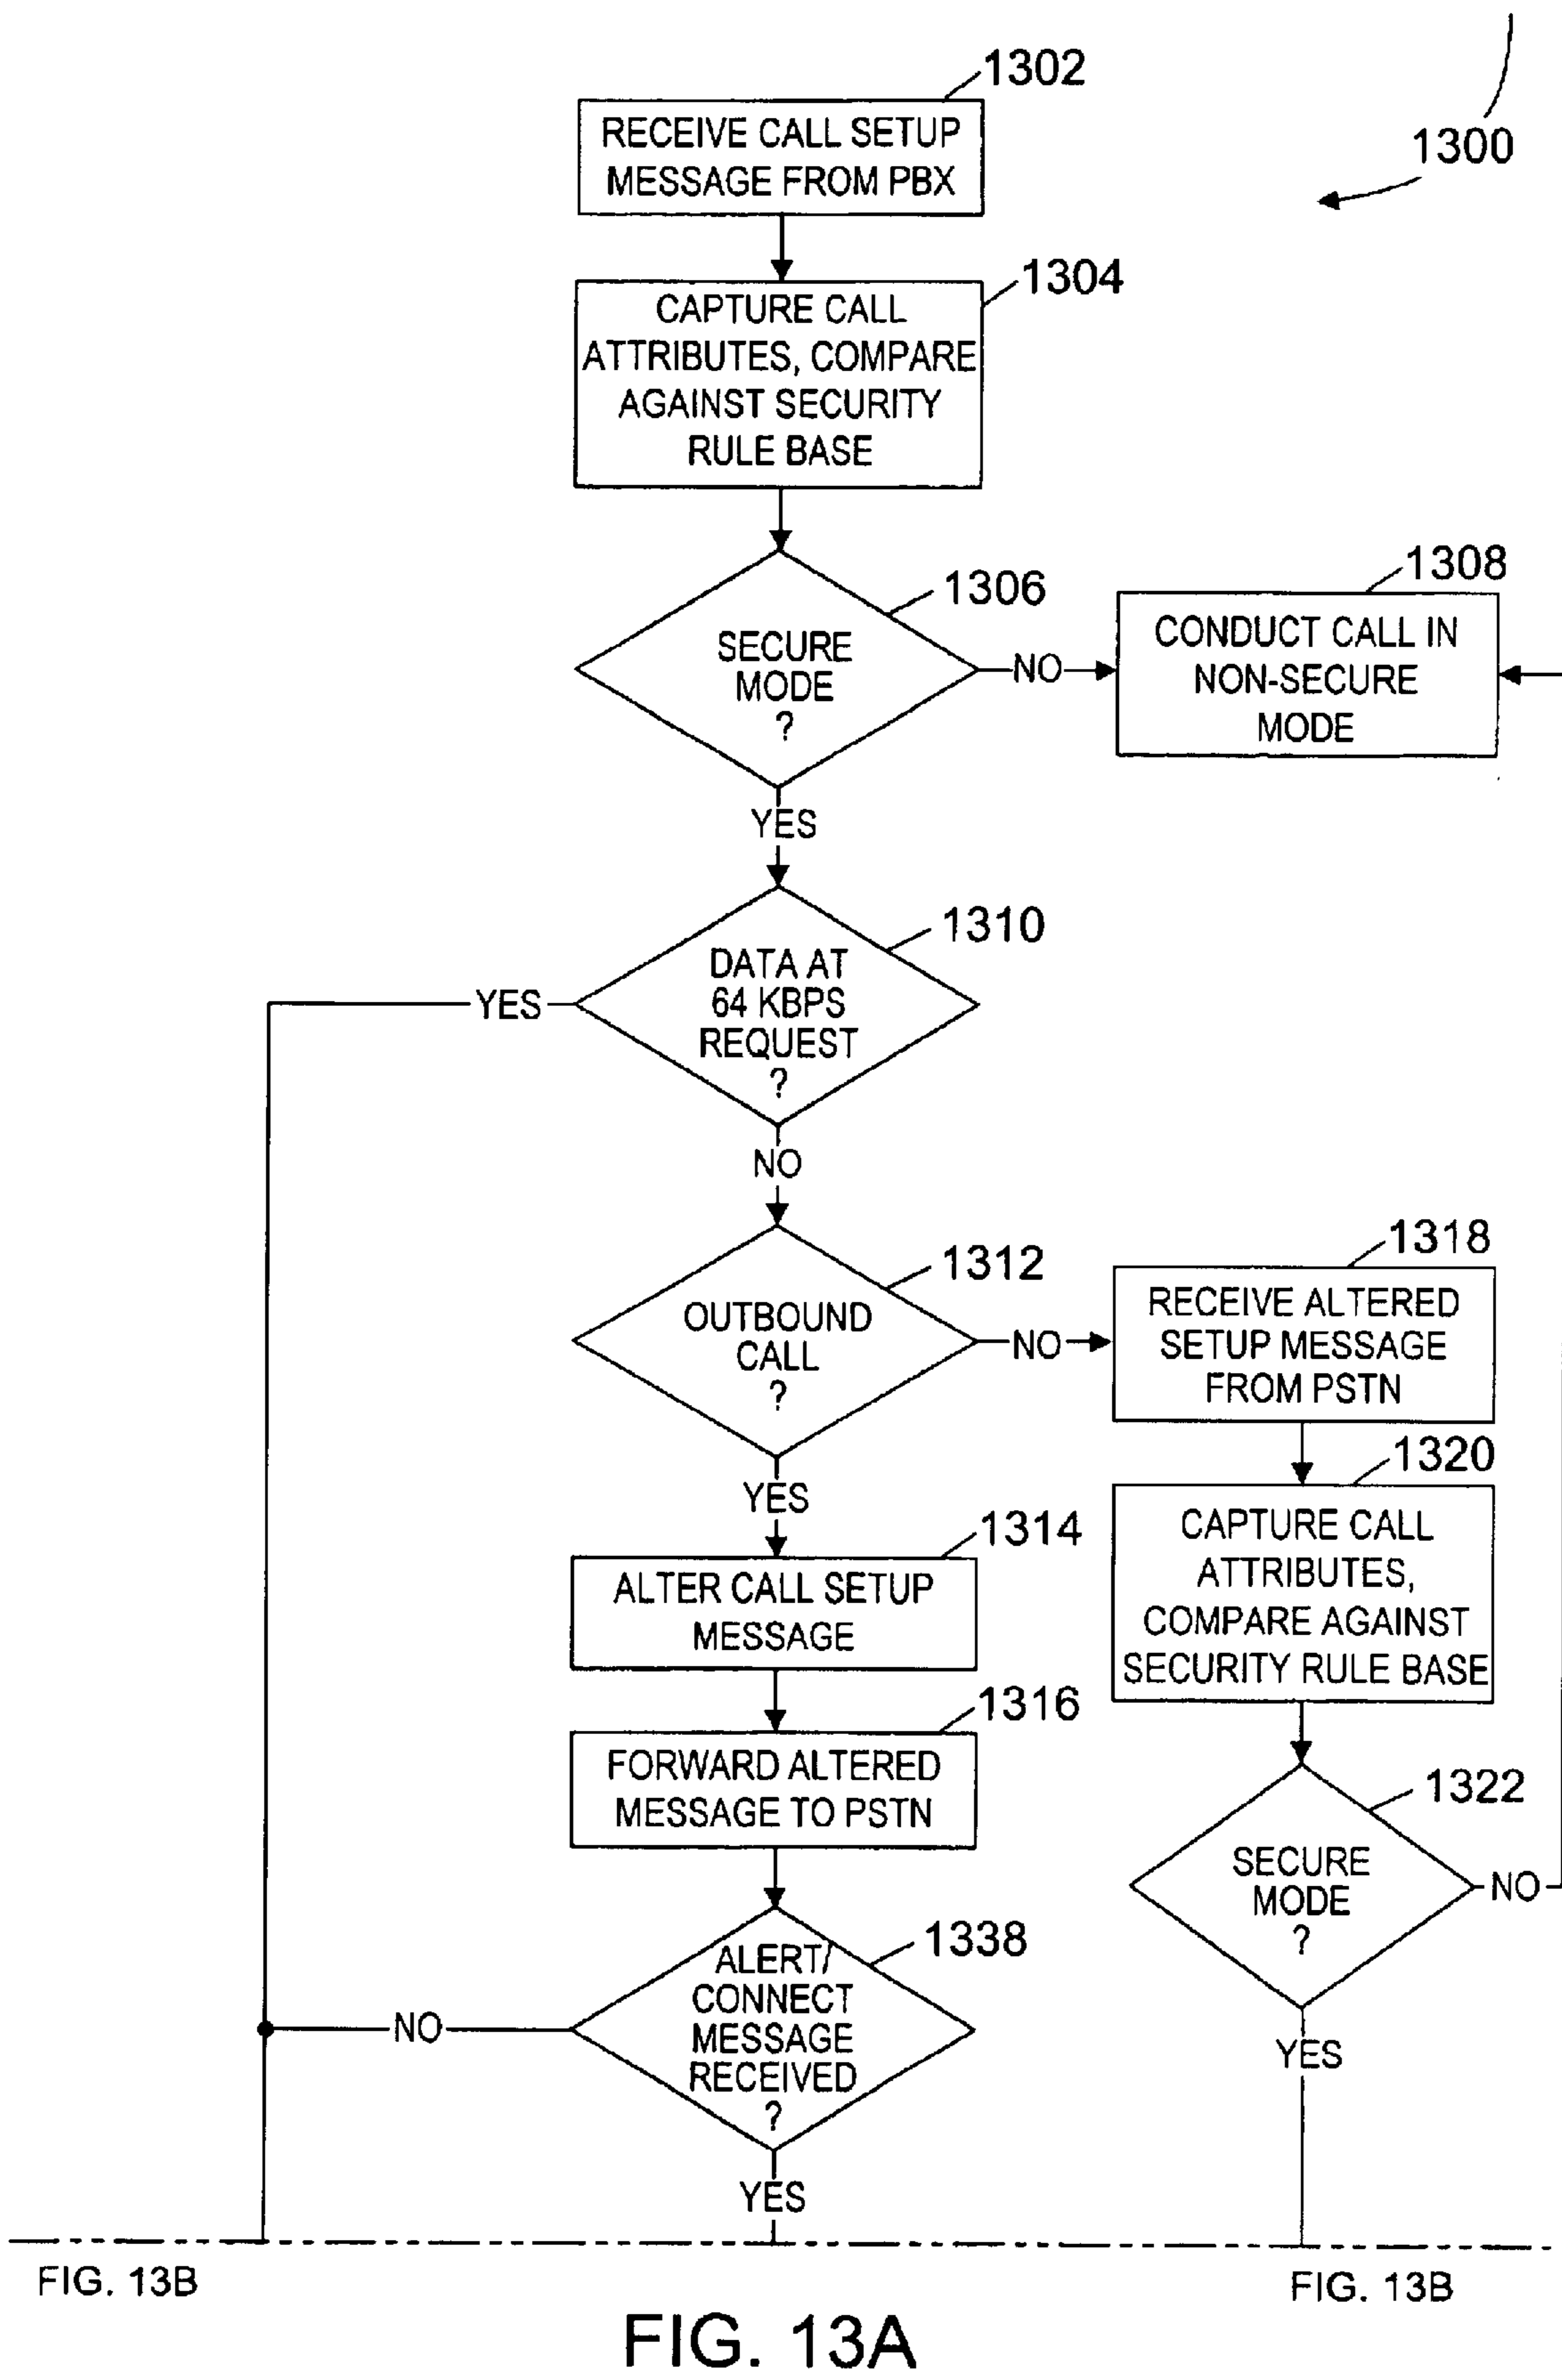 1302
RECEIVE CALL SETUP
MESSAGE FROM PBX
1300
1304
CAPTURE CALL
ATTRIBUTES, COMPARE
AGAINST SECURITY
RULE BASE
1306
SECURE
MODE
?
NO
1308
CONDUCT CALL IN
NON-SECURE
MODE
YES
1310
DATA AT
64 KBPS
REQUEST
?
YES
NO
1312
OUTBOUND
CALL
?
NO
1318
RECEIVE ALTERED
SETUP MESSAGE
FROM PSTN
YES
1320
CAPTURE CALL
ATTRIBUTES,
COMPARE AGAINST
SECURITY RULE BASE
1314
ALTER CALL SETUP
MESSAGE
1316
FORWARD ALTERED
MESSAGE TO PSTN
1322
SECURE
MODE
?
NO
YES
1338
ALERT/
CONNECT
MESSAGE
RECEIVED
?
NO
YES
FIG. 13B
FIG. 13B
FIG. 13A